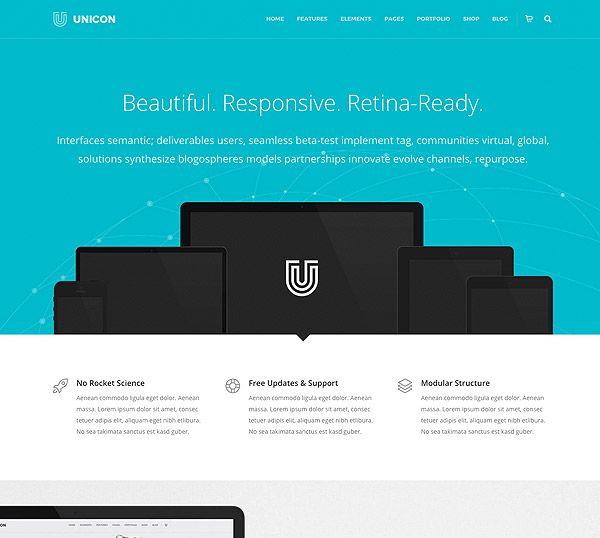 UNICON
HOME FEATURES ELEMENTS PAGES PORTFOLIO SHOP BLOG
Beautiful. Responsive. Retina-Ready.
Interfaces semantic; deliverables users, seamless beta-test implement tag, communities virtual, global,
solutions synthesize blogospheres models partnerships innovate evolve channels, repurpose.
No Rocket Science
Aenean commodo ligula eget dolor. Aenean
massa. Lorem ipsum dolor sit amet, consec
tetuer adipis elit, aliquam eget nibh etlibura.
No sea takimata sanctus est kasd guber.
Free Updates & Support
Aenean commodo ligula eget dolor. Aenean
massa. Lorem ipsum dolor sit amet, consec
tetuer adipis elit, aliquam eget nibh etlibura.
No sea takimata sanctus est kasd guber.
Modular Structure
Aenean commodo ligula eget dolor. Aenean
massa. Lorem ipsum dolor sit amet, consec
tetuer adipis elit, aliquam eget nibh etlibura.
No sea takimata sanctus est kasd guber.